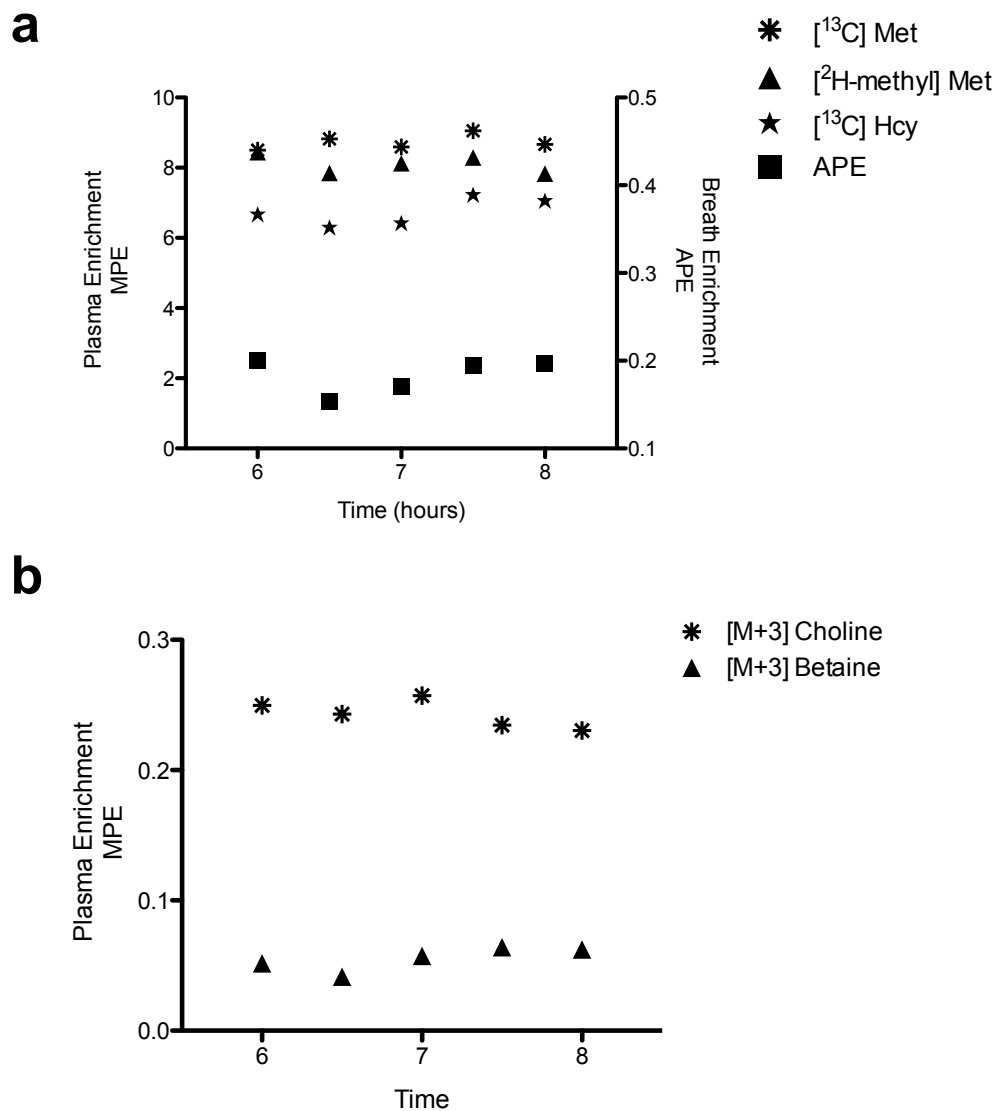 a
[¹³C] Met
[²H-methyl] Met
[¹³C] Hcy
APE
10
8
6
4
2
0
Plasma Enrichment
MPE
0.5
0.4
0.3
0.2
0.1
Breath Enrichment
APE
6
7
8
Time (hours)
b
[M+3] Choline
[M+3] Betaine
0.3
0.2
0.1
0.0
Plasma Enrichment
MPE
6
7
8
Time